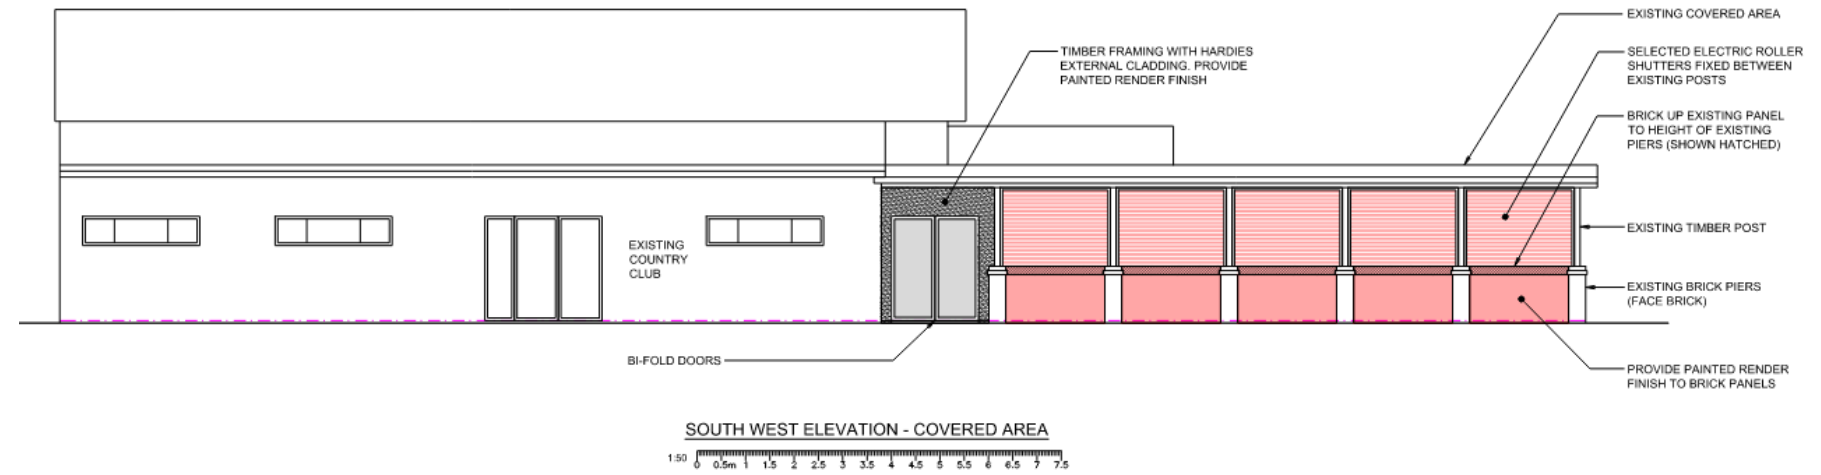 EXISTING COVERED AREA
TIMBER FRAMING WITH HARDIES
EXTERNAL CLADDING. PROVIDE
PAINTED RENDER FINISH
SELECTED ELECTRIC ROLLER
SHUTTERS FIXED BETWEEN
EXISTING POSTS
BRICK UP EXISTING PANEL
TO HEIGHT OF EXISTING
PIERS (SHOWN HATCHED)
EXISTING
COUNTRY
CLUB
EXISTING TIMBER POST
EXISTING BRICK PIERS
(FACE BRICK)
BI-FOLD DOORS
PROVIDE PAINTED RENDER
FINISH TO BRICK PANELS
SOUTH WEST ELEVATION - COVERED AREA
1:50 0 0.5m 1 1.5 2 2.5 3 3.5 4 4.5 5 5.5 6 6.5 7 7.5